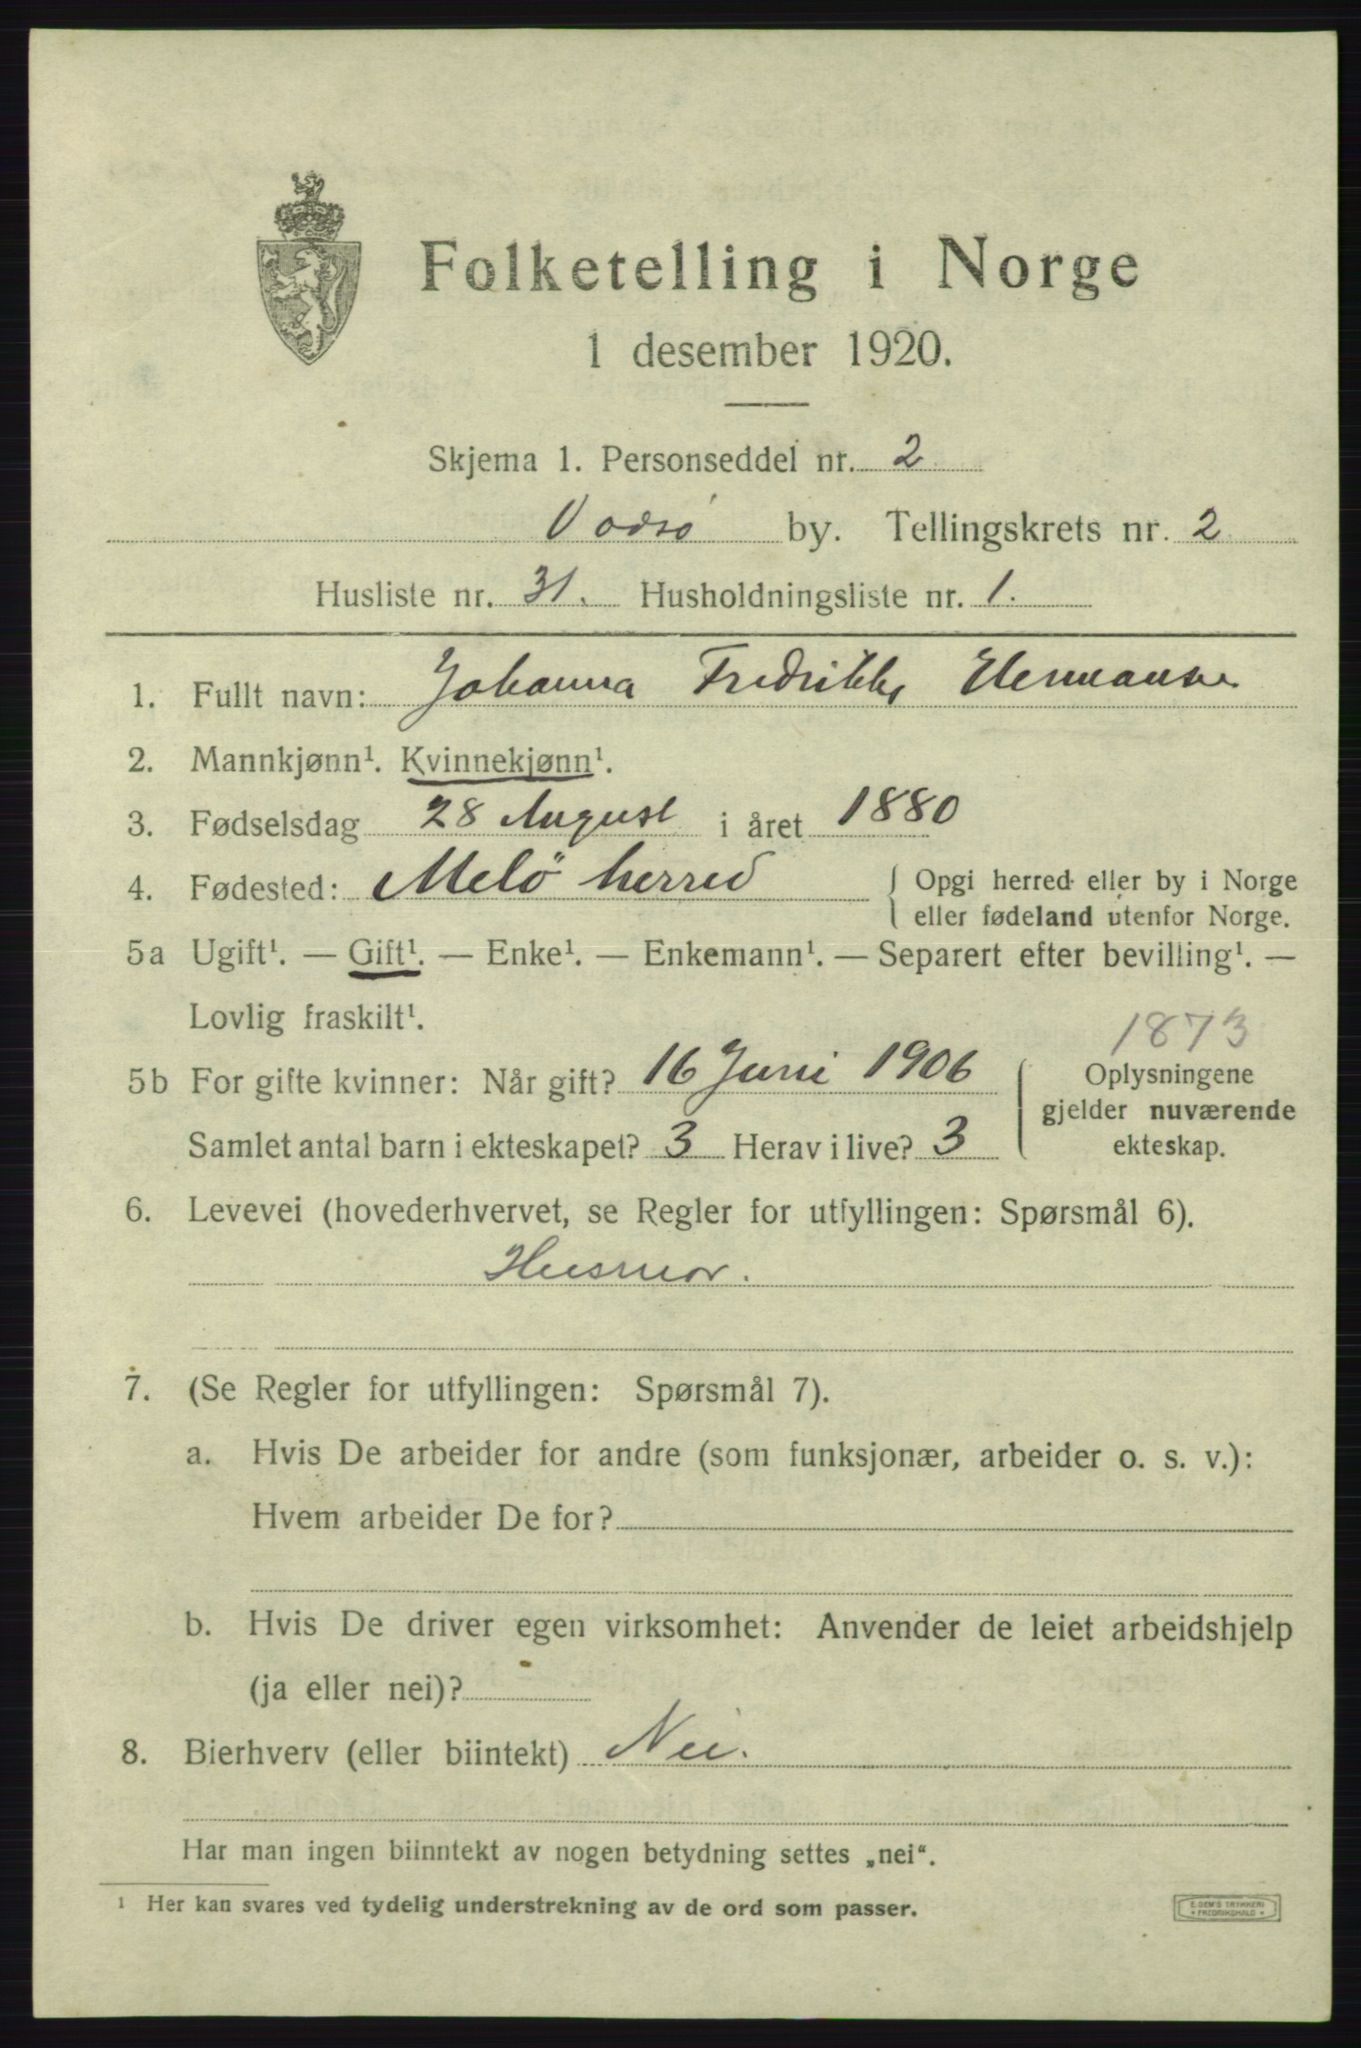 Folketelling i Norge
1 desember 1920.
Skjema 1. Personseddel nr. 2
Vadsø by. Tellingskrets nr. 2
Husliste nr. 31. Husholdningsliste nr. 1.
1. Fullt navn: Johanna Fredrikke Hermansen
2. Mannkjønn¹. Kvinnekjønn¹.
3. Fødselsdag 28 August i året 1880
4. Fødested: Melö herred { Opgi herred eller by i Norge
eller fødeland utenfor Norge.
5a Ugift¹. — Gift¹. — Enke¹. — Enkemann¹. — Separert efter bevilling¹. —
Lovlig fraskilt¹.
1873
5b For gifte kvinner: Når gift? 16 Juni 1906 { Oplysningene
gjelder nuværende
Samlet antal barn i ekteskapet? 3 Herav i live? 3 ekteskap.
6. Levevei (hovederhvervet, se Regler for utfyllingen: Spørsmål 6).
Husmor.
7. (Se Regler for utfyllingen: Spørsmål 7).
a. Hvis De arbeider for andre (som funksjonær, arbeider o. s. v.):
Hvem arbeider De for?
b. Hvis De driver egen virksomhet: Anvender de leiet arbeidshjelp
(ja eller nei)?
8. Bierhverv (eller biintekt) Nei.
Har man ingen biinntekt av nogen betydning settes „nei“.
¹ Her kan svares ved tydelig understrekning av de ord som passer.
E. SEM'S TRYKKERI
* FREDRIKSHALD *